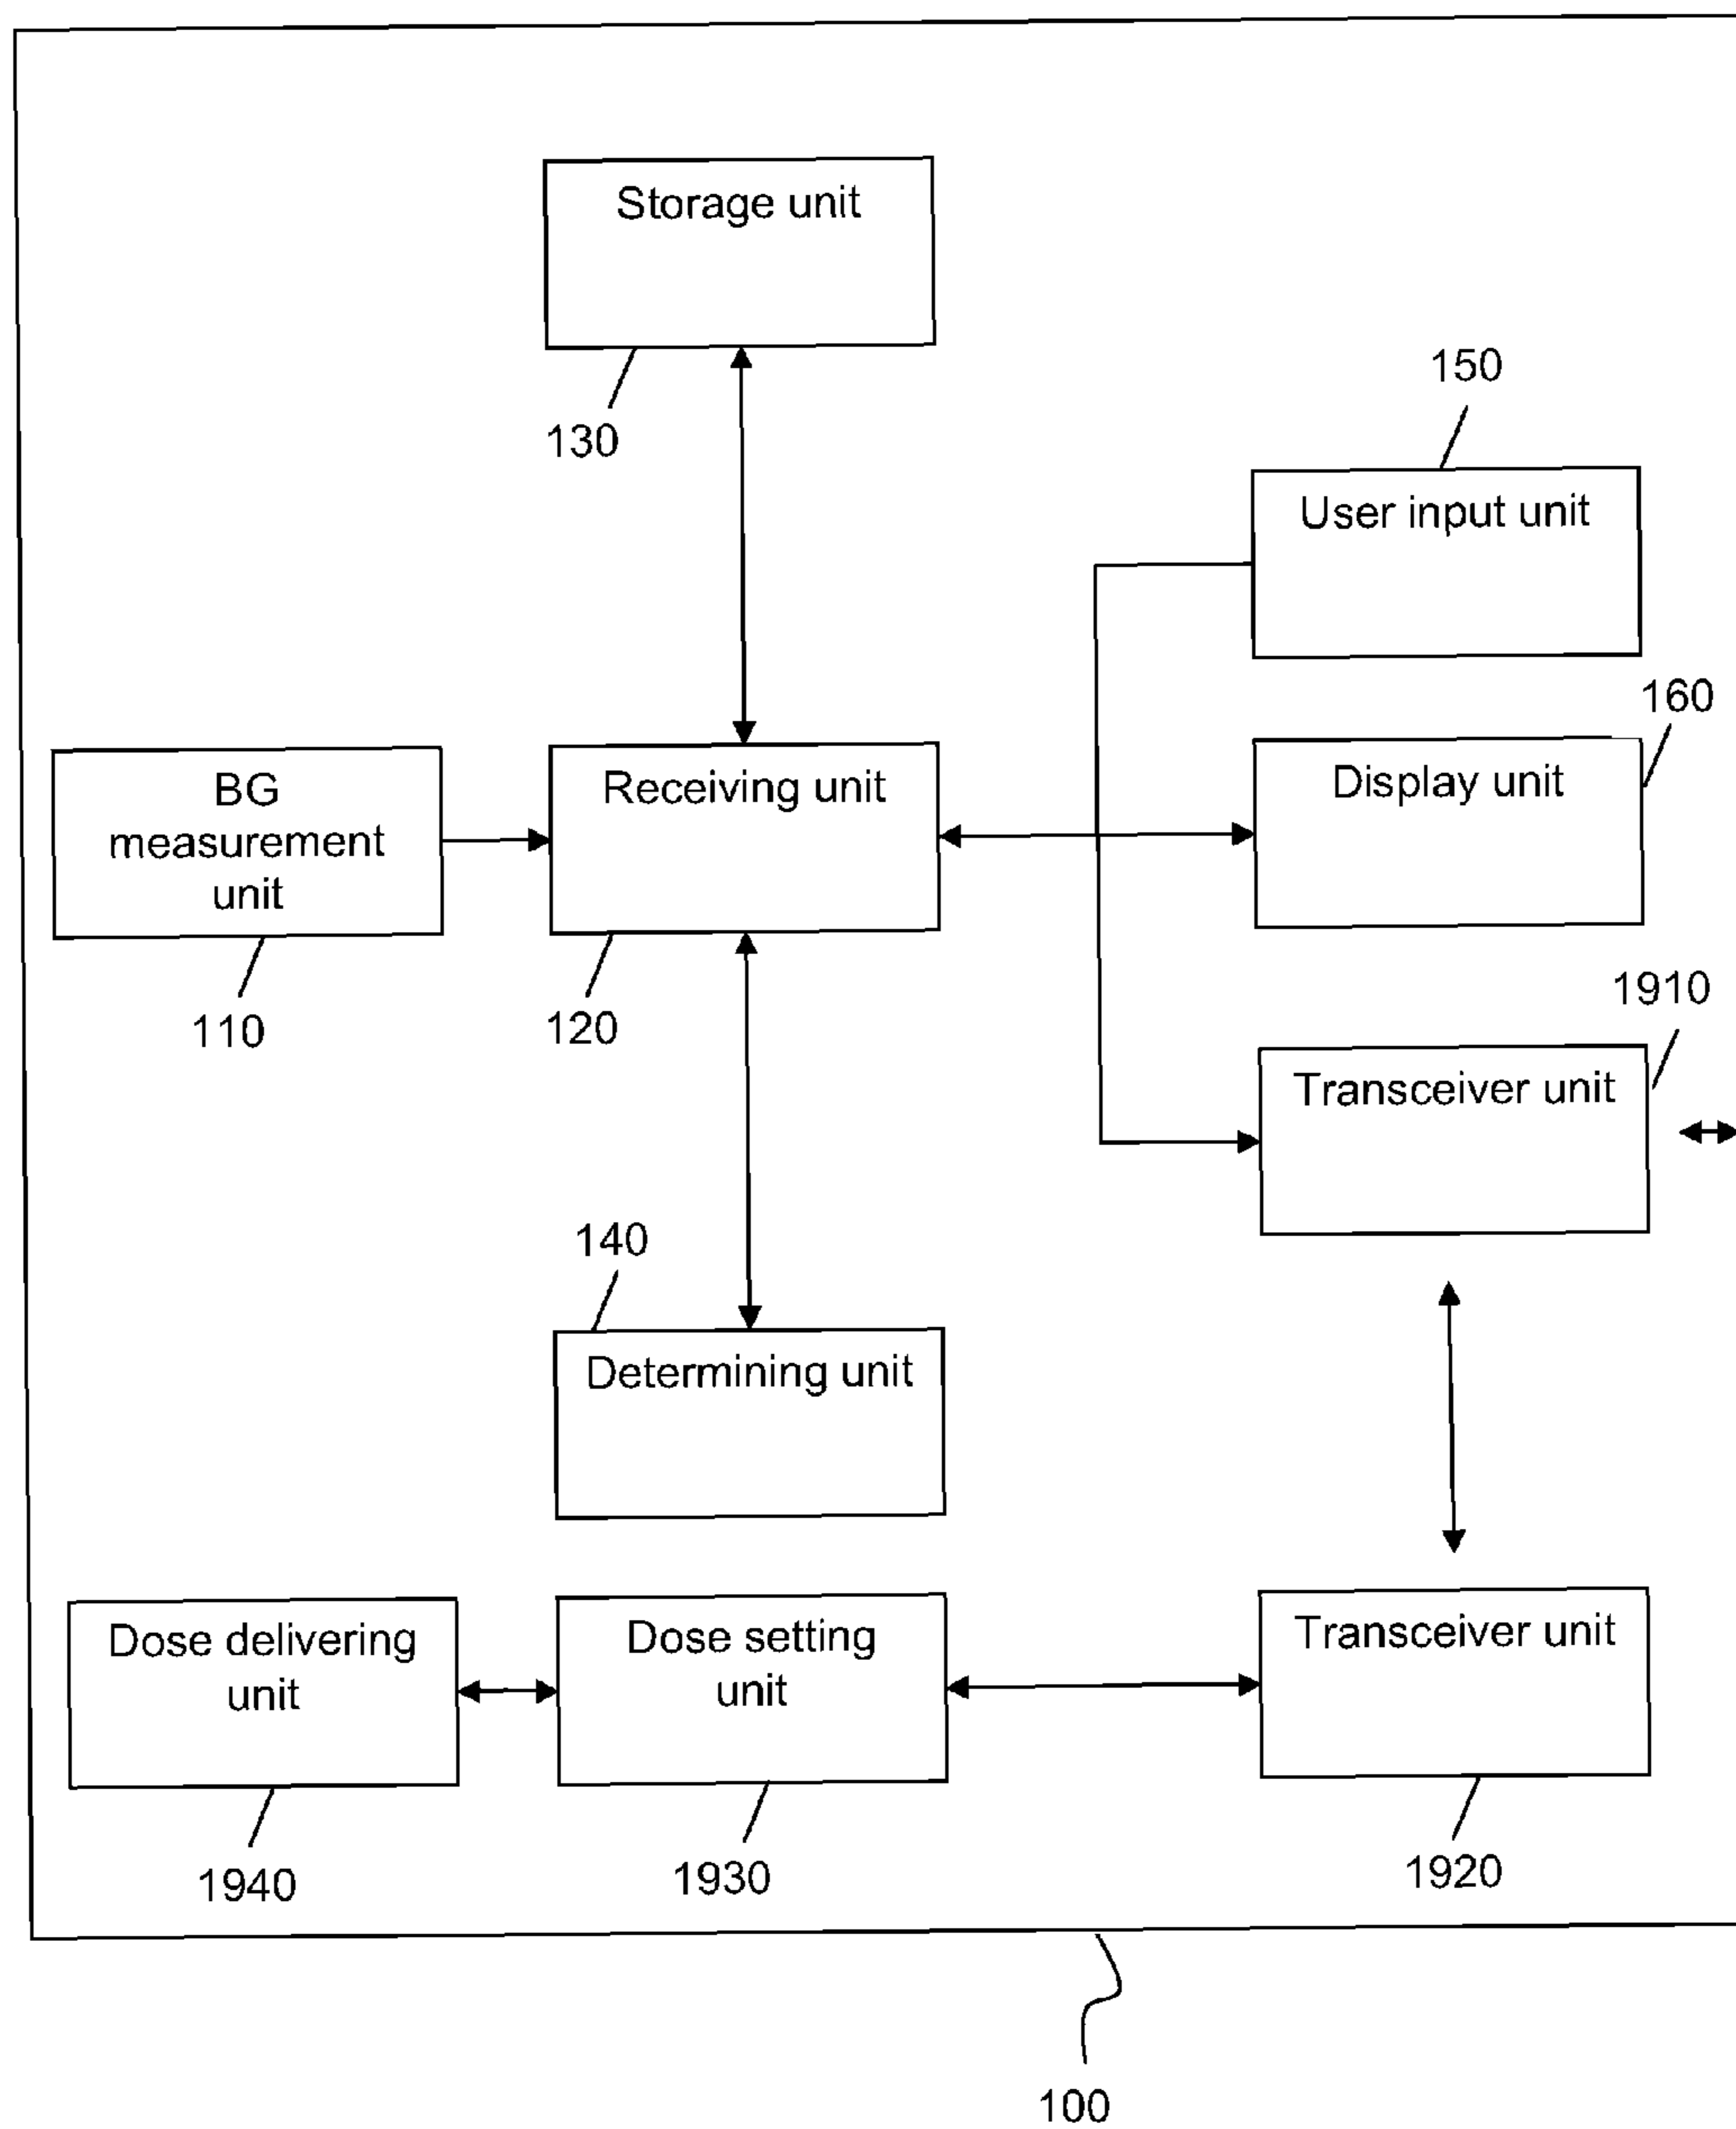 Storage unit
130
150
User input unit
160
BG
measurement
unit
Receiving unit
Display unit
110
120
1910
Transceiver unit
140
Determining unit
Dose delivering
unit
Dose setting
unit
Transceiver unit
1940
1930
1920
100